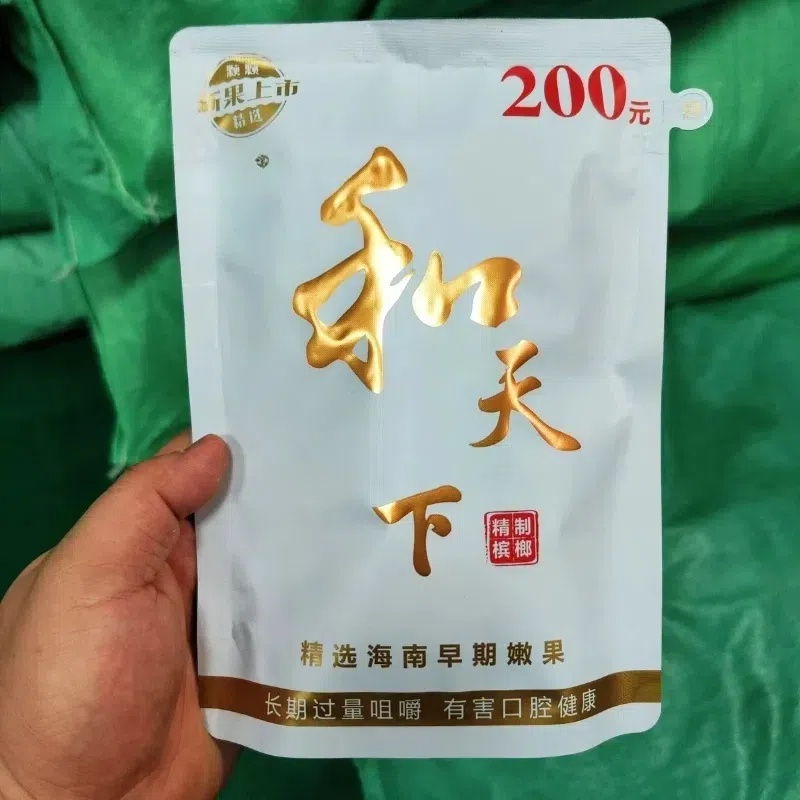 颗颗
新果上市
精选
200元
和天下
精制
槟榔
精选海南早期嫩果
长期过量咀嚼 有害口腔健康